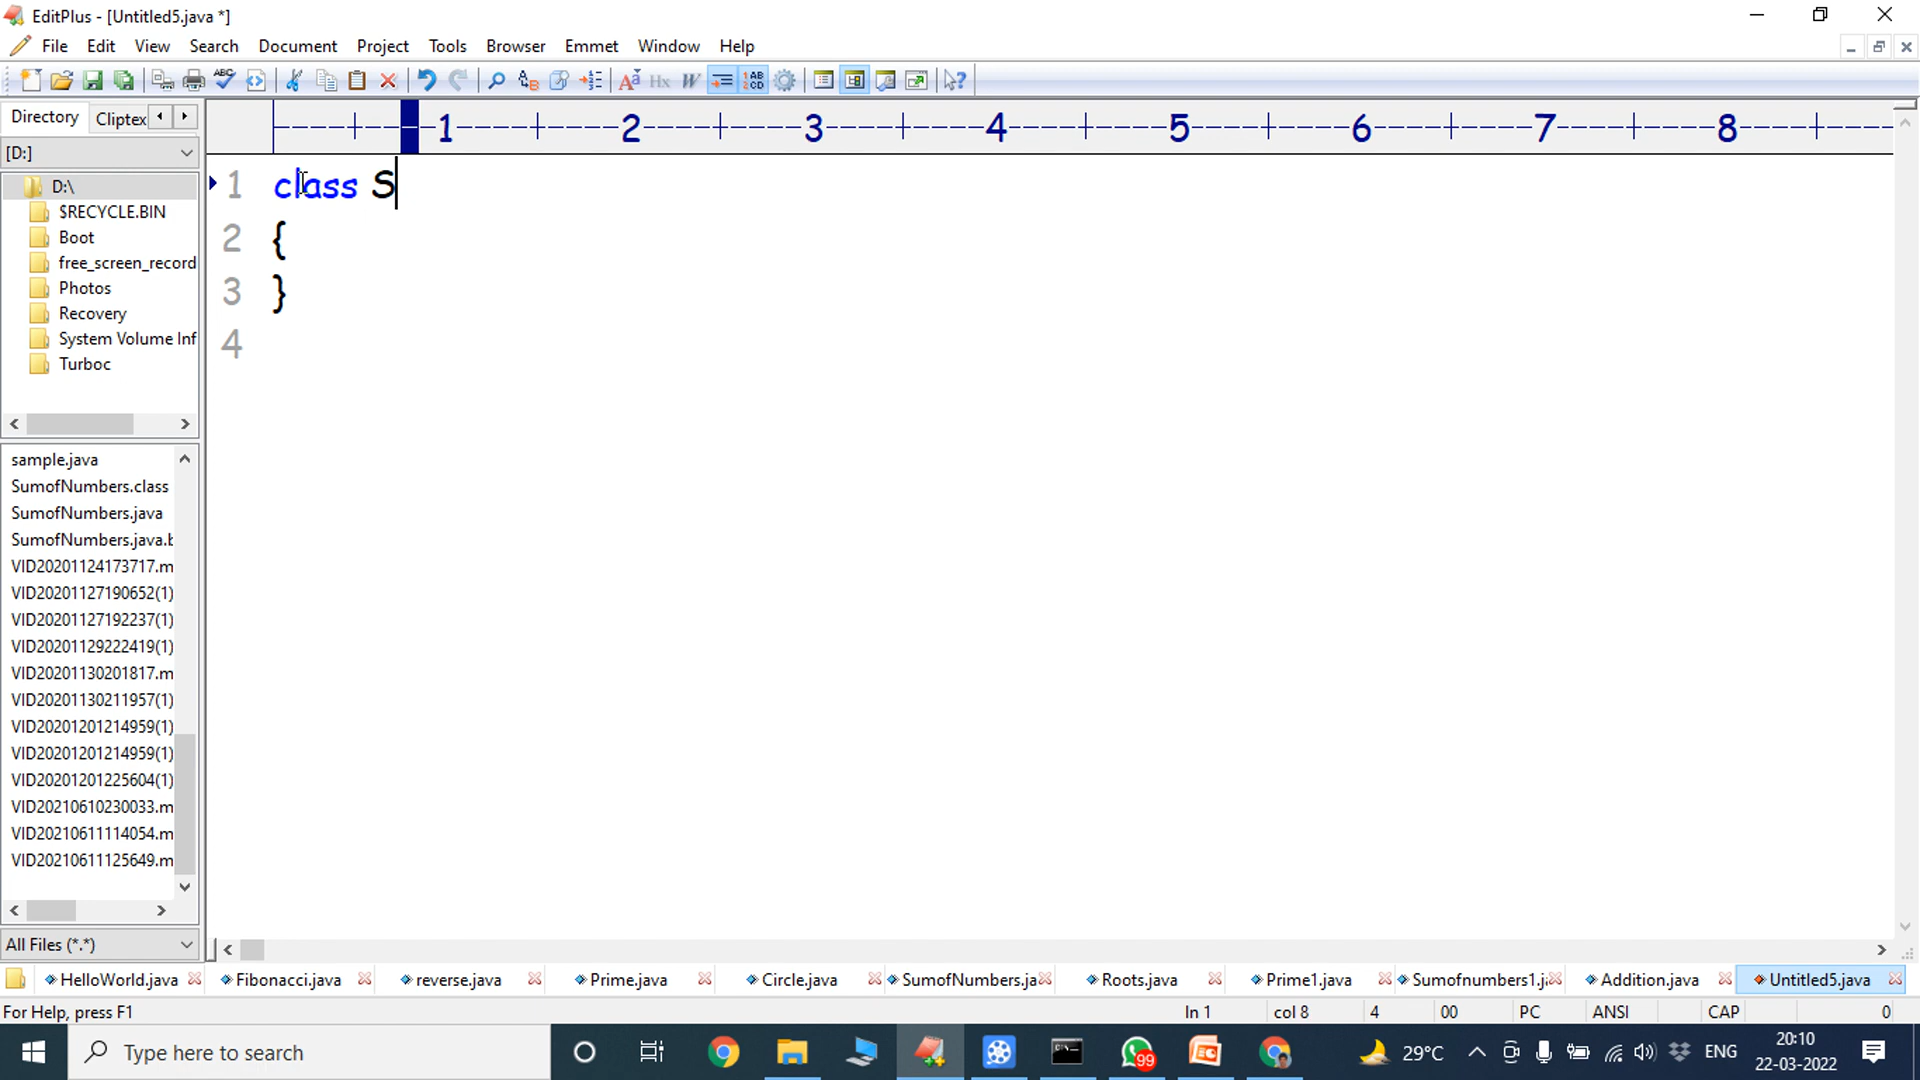 EditPlus - [Untitled5.java *]
File Edit View Search Document Project Tools Browser Emmet Window Help
Directory Cliptex
[D:]
D:\
$RECYCLE.BIN
Boot
free_screen_record
Photos
Recovery
System Volume Inf
Turboc
sample.java
SumofNumbers.class
SumofNumbers.java
SumofNumbers.java.b
VID20201124173717.m
VID20201127190652(1)
VID20201127192237(1)
VID20201129222419(1)
VID20201130201817.m
VID20201130211957(1)
VID20201201214959(1)
VID20201201214959(1)
VID20201201225604(1)
VID20210610230033.m
VID20210611114054.m
VID20210611125649.m
All Files (*.*)
1 2 3 4 5 6 7 8
1 class S
2 {
3 }
4
HelloWorld.java Fibonacci.java reverse.java Prime.java Circle.java SumofNumbers.ja Roots.java Prime1.java Sumofnumbers1.j Addition.java Untitled5.java
For Help, press F1 ln 1 col 8 4 00 PC ANSI CAP 0
Type here to search 99 29°C ENG 20:10
22-03-2022